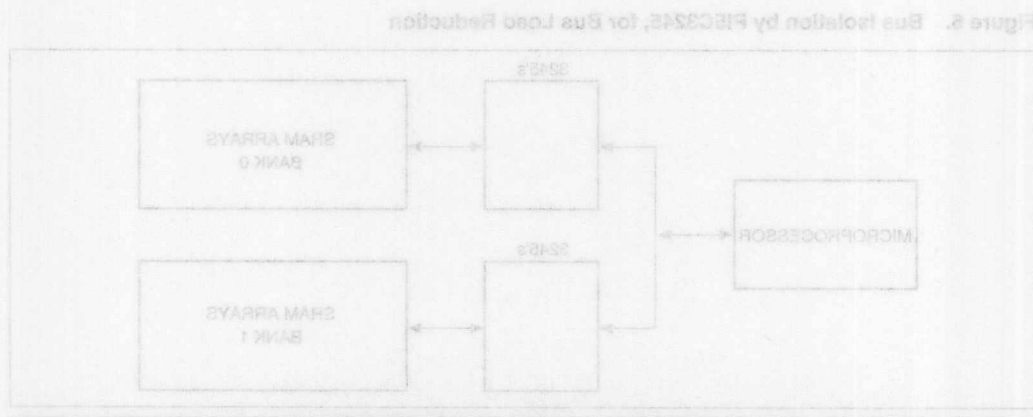 Figure 6. Bus Isolation by PI5C3245, for Bus Load Reduction
3245's
MICROPROCESSOR
SRAM ARRAYS
BANK 0
3245's
SRAM ARRAYS
BANK 1